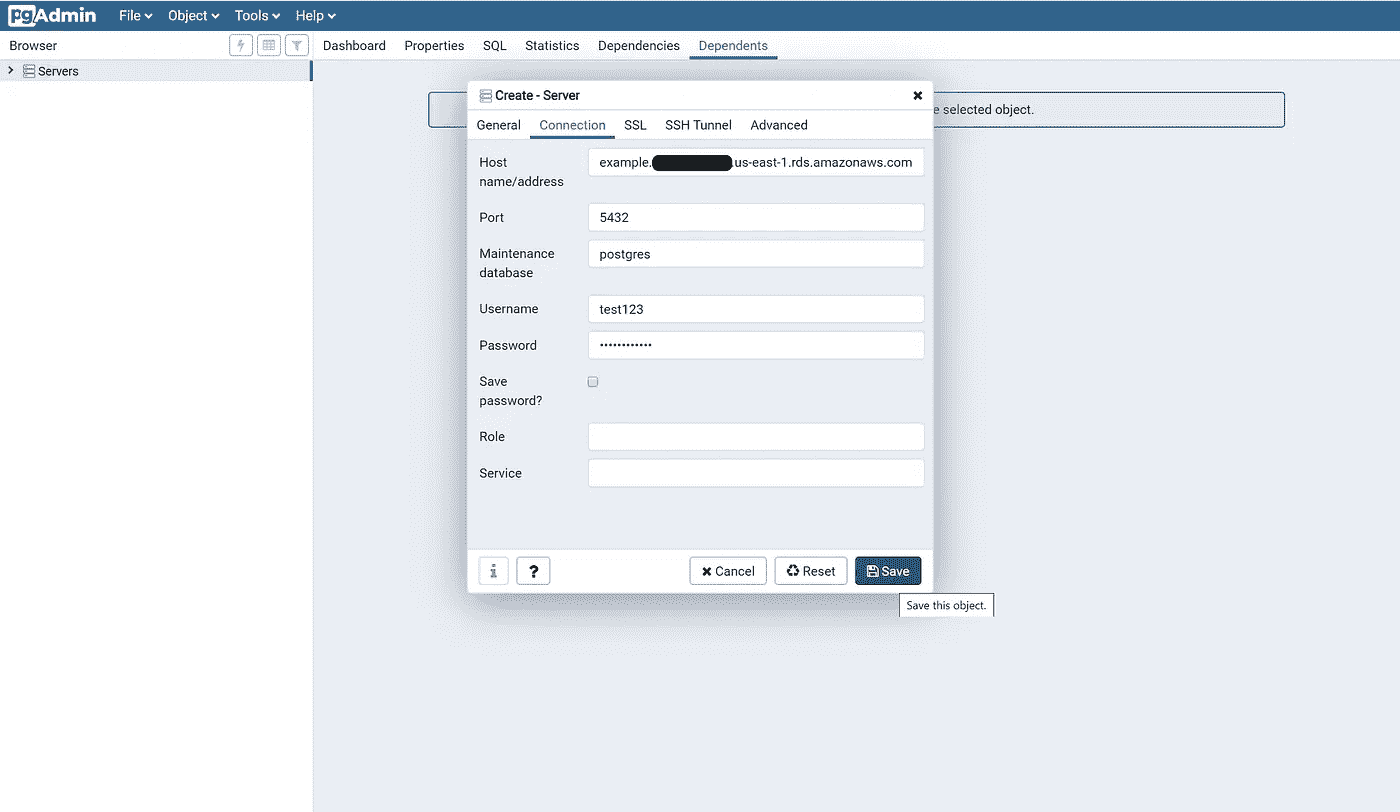 pgAdmin File Object Tools Help
Browser
Dashboard Properties SQL Statistics Dependencies Dependents
Servers
Create - Server
e selected object.
General Connection SSL SSH Tunnel Advanced
Host
name/address
example. .us-east-1.rds.amazonaws.com
Port
5432
Maintenance
database
postgres
Username
test123
Password
••••••••••••
Save
password?
Role
Service
i ? Cancel Reset Save
Save this object.